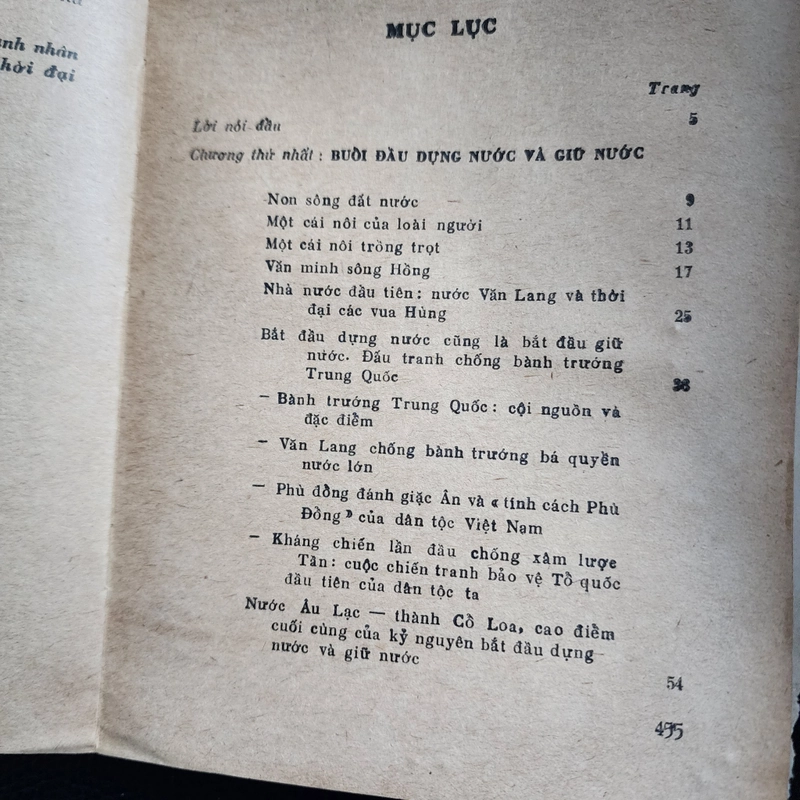 anh nhân
hời đại
MỤC LỤC
Trang
Lời nói đầu 5
Chương thứ nhất : BUỔI ĐẦU DỰNG NƯỚC VÀ GIỮ NƯỚC
Non sông đất nước 9
Một cái nôi của loài người 11
Một cái nôi trồng trọt 13
Văn minh sông Hồng 17
Nhà nước đầu tiên : nước Văn Lang và thời
đại các vua Hùng 25
Bắt đầu dựng nước cũng là bắt đầu giữ
nước. Đấu tranh chống bành trướng
Trung Quốc
— Bành trướng Trung Quốc : cội nguồn và
đặc điểm
— Văn Lang chống bành trướng bá quyền
nước lớn
— Phù đồng đánh giặc Ân và « tính cách Phù
Đồng » của dân tộc Việt Nam
— Kháng chiến lần đầu chống xâm lược
Tần : cuộc chiến tranh bảo vệ Tổ quốc
đầu tiên của dân tộc ta
Nước Âu Lạc — thành Cổ Loa, cao điểm
cuối cùng của kỷ nguyên bắt đầu dựng
nước và giữ nước
54
455